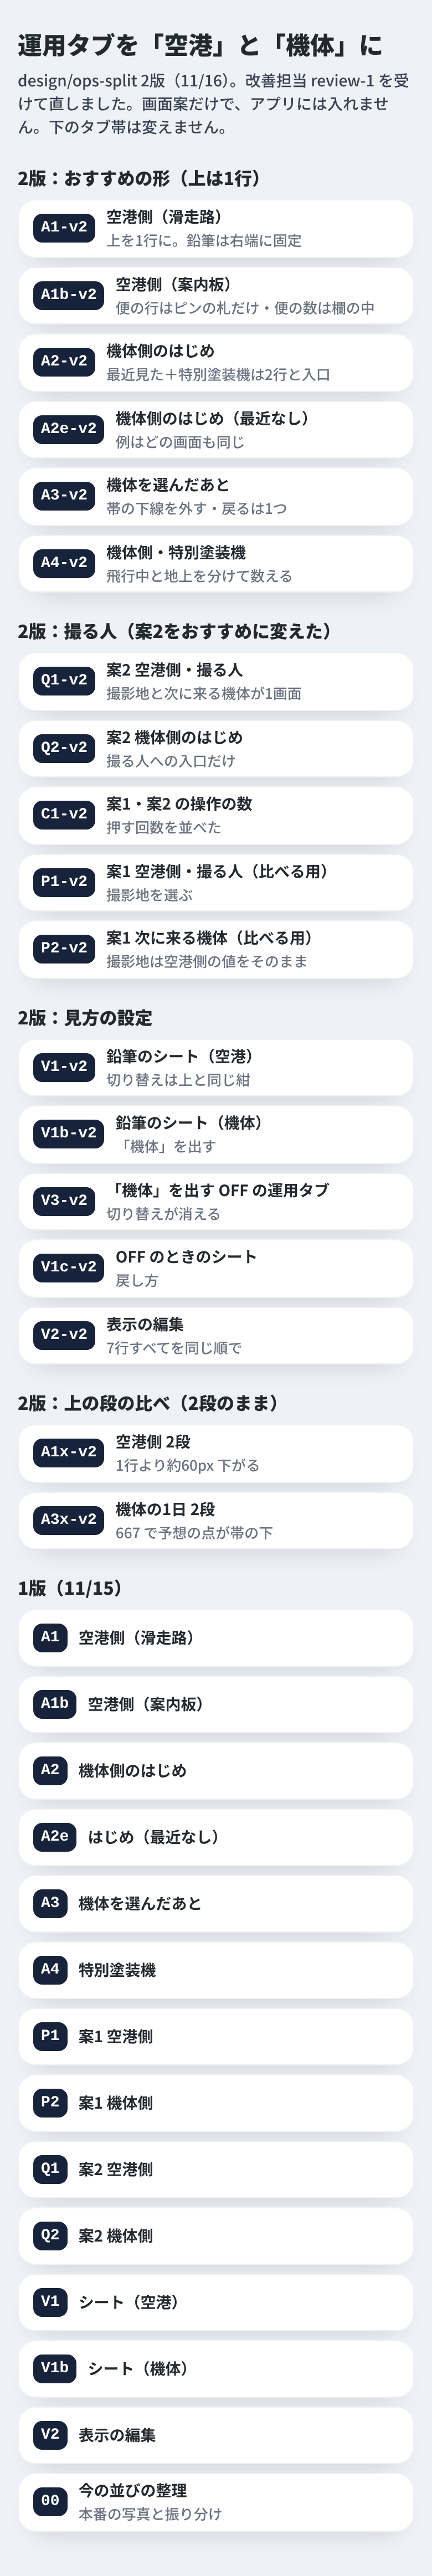 運用タブを「空港」と「機体」に
design/ops-split 2版（11/16）。改善担当 review-1 を受
けて直しました。画面案だけで、アプリには入れませ
ん。下のタブ帯は変えません。
2版：おすすめの形（上は1行）
A1-v2
空港側（滑走路）
上を1行に。鉛筆は右端に固定
A1b-v2
空港側（案内板）
便の行はピンの札だけ・便の数は欄の中
A2-v2
機体側のはじめ
最近見た＋特別塗装機は2行と入口
A2e-v2
機体側のはじめ（最近なし）
例はどの画面も同じ
A3-v2
機体を選んだあと
帯の下線を外す・戻るは1つ
A4-v2
機体側・特別塗装機
飛行中と地上を分けて数える
2版：撮る人（案2をおすすめに変えた）
Q1-v2
案2 空港側・撮る人
撮影地と次に来る機体が1画面
Q2-v2
案2 機体側のはじめ
撮る人への入口だけ
C1-v2
案1・案2 の操作の数
押す回数を並べた
P1-v2
案1 空港側・撮る人（比べる用）
撮影地を選ぶ
P2-v2
案1 次に来る機体（比べる用）
撮影地は空港側の値をそのまま
2版：見方の設定
V1-v2
鉛筆のシート（空港）
切り替えは上と同じ紺
V1b-v2
鉛筆のシート（機体）
「機体」を出す
V3-v2
「機体」を出す OFF の運用タブ
切り替えが消える
V1c-v2
OFF のときのシート
戻し方
V2-v2
表示の編集
7行すべてを同じ順で
2版：上の段の比べ（2段のまま）
A1x-v2
空港側 2段
1行より約60px 下がる
A3x-v2
機体の1日 2段
667 で予想の点が帯の下
1版（11/15）
A1
空港側（滑走路）
A1b
空港側（案内板）
A2
機体側のはじめ
A2e
はじめ（最近なし）
A3
機体を選んだあと
A4
特別塗装機
P1
案1 空港側
P2
案1 機体側
Q1
案2 空港側
Q2
案2 機体側
V1
シート（空港）
V1b
シート（機体）
V2
表示の編集
00
今の並びの整理
本番の写真と振り分け